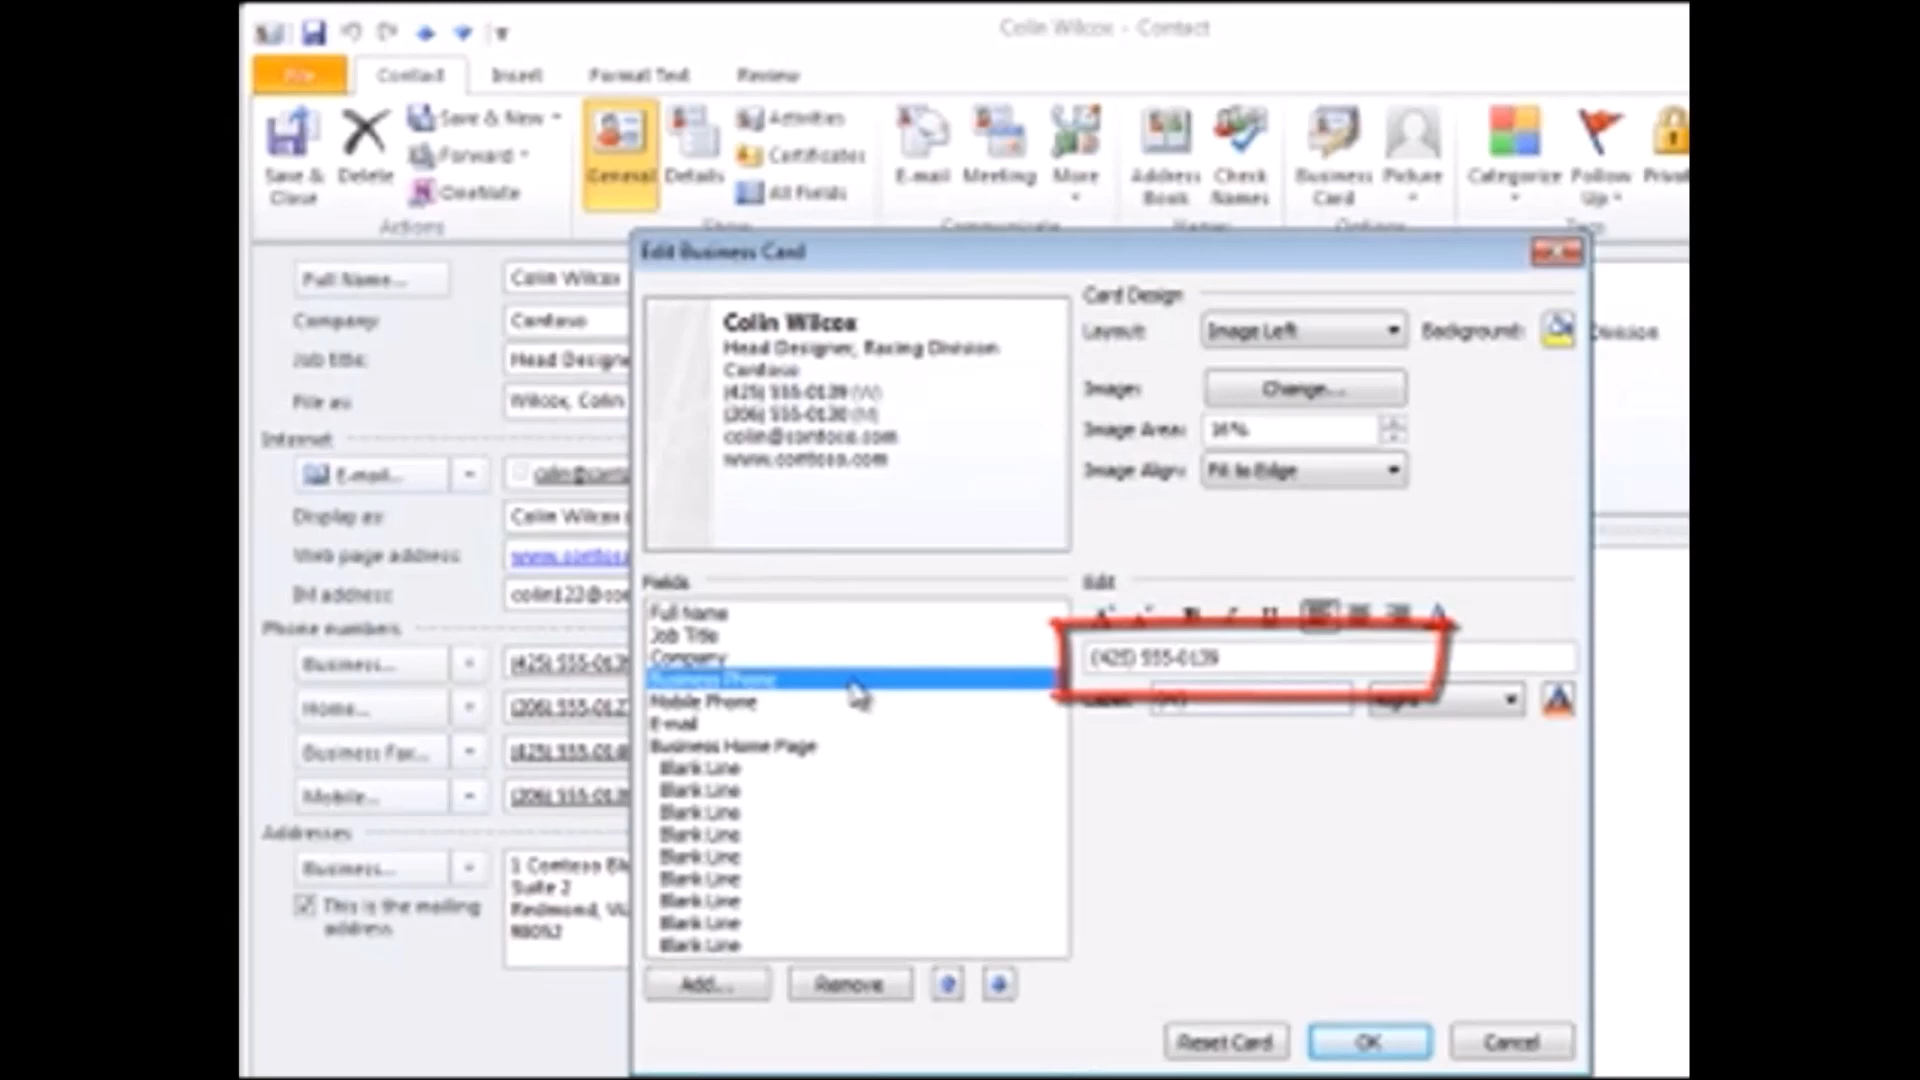 Colin Wilcox - Contact
File Contact Insert Format Text Review
Save & Close
Delete
Save & New
Forward
OneNote
Actions
General
Details
Activities
Certificates
All Fields
Show
E-mail
Meeting
More
Communicate
Address Book
Check Names
Names
Business Card
Picture
Options
Categorize
Follow Up
Tags
Full Name...
Colin Wilcox
Company:
Contoso
Job title:
File as:
Wilcox, Colin
Internet
E-mail...
Display as:
Colin Wilcox
Web page address:
IM address:
Phone numbers
Business...
Home...
Business Fax...
Mobile...
Addresses
Business...
This is the mailing
address
1 Contoso
Suite 2
Redmond,
98052
Edit Business Card
Colin Wilcox
Head Designer, Racing Division
Contoso
(425) 555-0139 (W)
(206) 555-0130 (M)
colin@contoso.com
www.contoso.com
Card Design
Layout:
Image Left
Background:
Division
Image:
Change...
Image Area:
16%
Image Align:
Fit to Edge
Fields
Full Name
Job Title
Company
Business Phone
Mobile Phone
E-mail
Business Home Page
Blank Line
Blank Line
Blank Line
Blank Line
Blank Line
Blank Line
Blank Line
Blank Line
Blank Line
Add...
Remove
Edit
(425) 555-0139
Reset Card
OK
Cancel